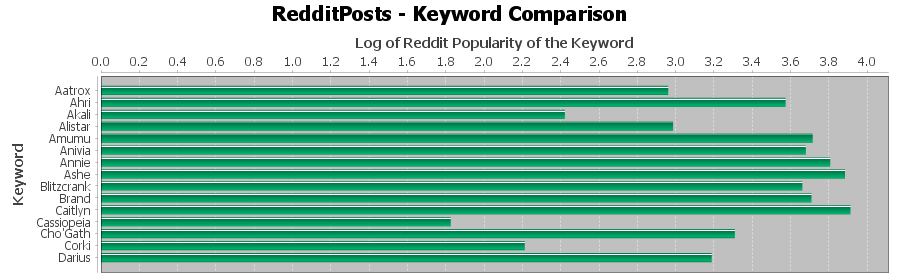 RedditPosts - Keyword Comparison
Log of Reddit Popularity of the Keyword
0.0 0.2 0.4 0.6 0.8 1.0 1.2 1.4 1.6 1.8 2.0 2.2 2.4 2.6 2.8 3.0 3.2 3.4 3.6 3.8 4.0
Keyword
Aatrox
Ahri
Akali
Alistar
Amumu
Anivia
Annie
Ashe
Blitzcrank
Brand
Caitlyn
Cassiopeia
Cho'Gath
Corki
Darius